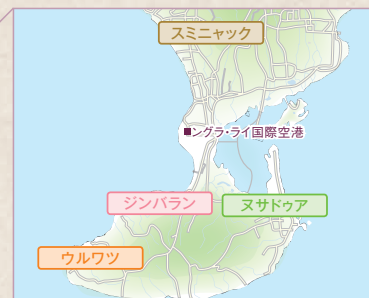 スミニャック
ングラ・ライ国際空港
ジンバラン
ヌサドゥア
ウルワツ